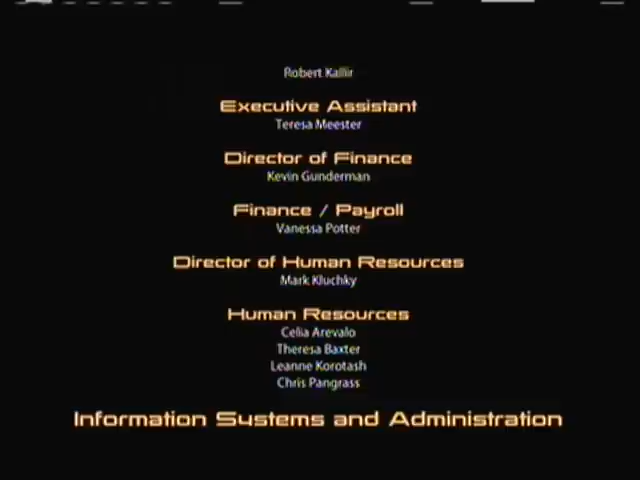 Robert Kallir
Executive Assistant
Teresa Meester
Director of Finance
Kevin Gunderman
Finance / Payroll
Vanessa Potter
Director of Human Resources
Mark Kluchky
Human Resources
Celia Arevalo
Theresa Baxter
Leanne Korotash
Chris Pangrass
Information Systems and Administration